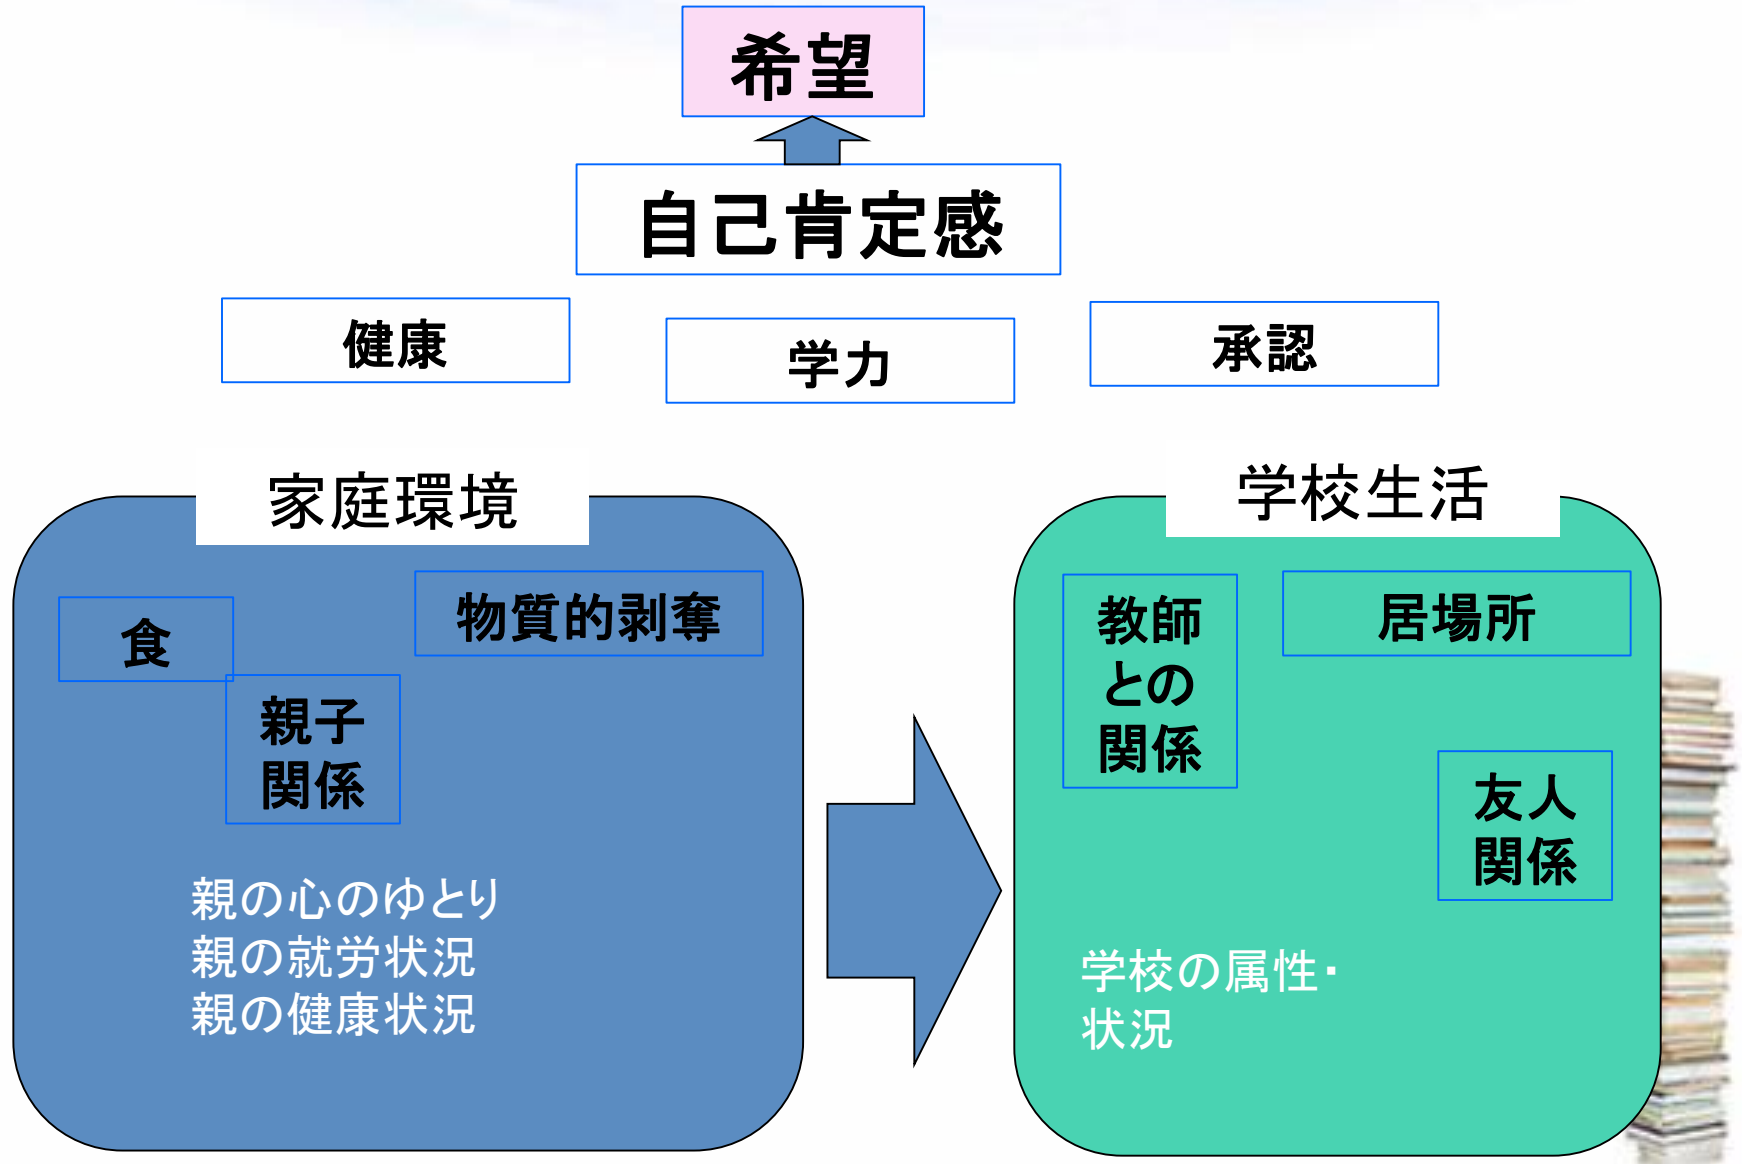 希望
自己肯定感
健康
学力
承認
家庭環境
食
物質的剥奪
親子
関係
親の心のゆとり
親の就労状況
親の健康状況
学校生活
教師
との
関係
居場所
友人
関係
学校の属性・
状況